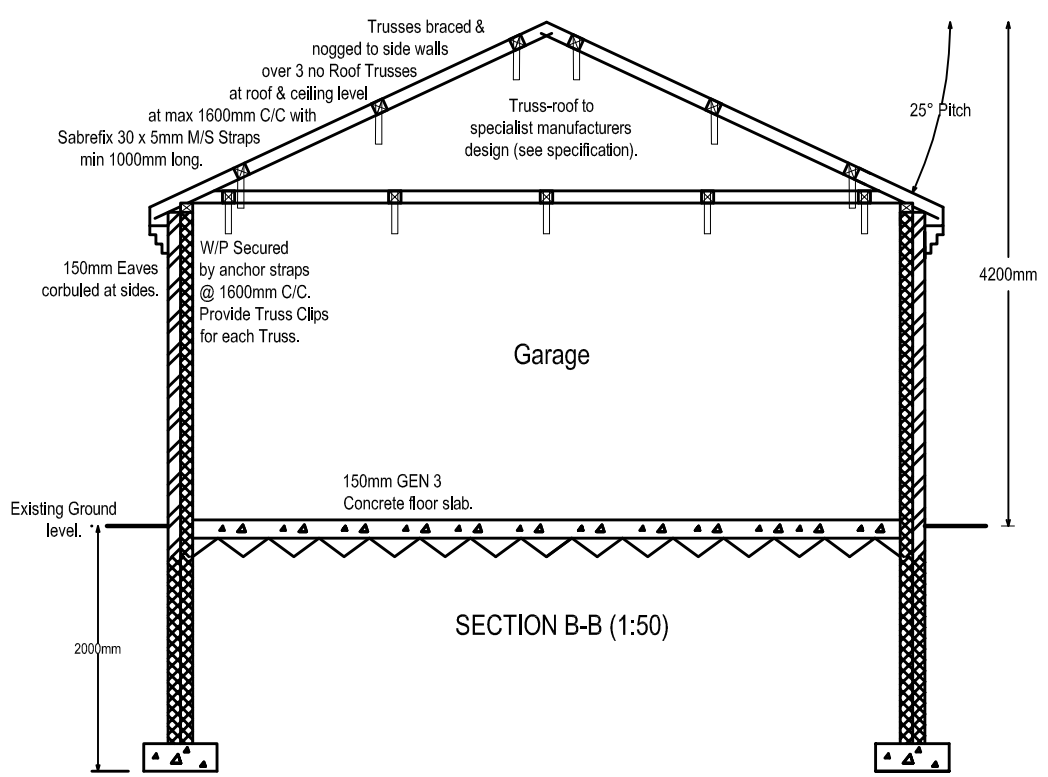 Trusses braced &
nogged to side walls
over 3 no Roof Trusses
at roof & ceiling level
at max 1600mm C/C with
Sabrefix 30 x 5mm M/S Straps
min 1000mm long.
Truss-roof to
specialist manufacturers
design (see specification).
25° Pitch
4200mm
W/P Secured
by anchor straps
@ 1600mm C/C.
Provide Truss Clips
for each Truss.
150mm Eaves
corbuled at sides.
Garage
150mm GEN 3
Concrete floor slab.
Existing Ground
level.
SECTION B-B (1:50)
2000mm